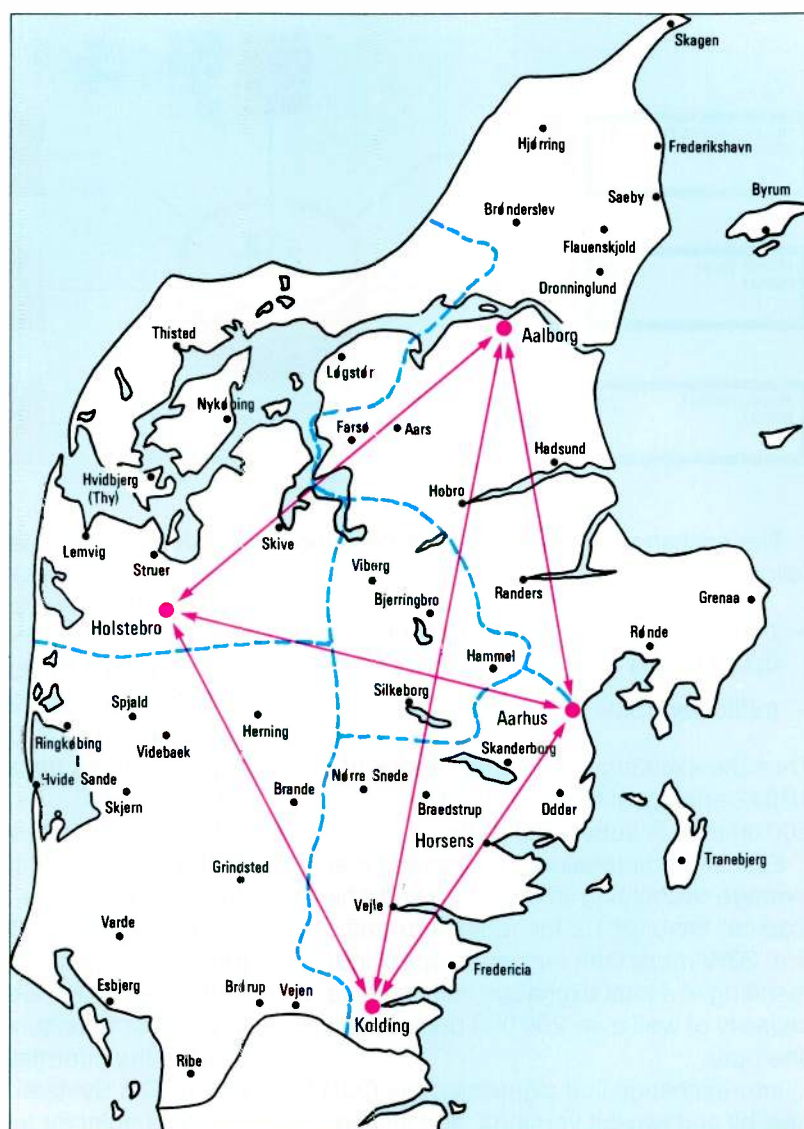 Skagen
Hjørring
Frederikshavn
Saeby
Byrum
Brønderslev
Flauenskjold
Dronninglund
Thisted
Aalborg
Løgstør
Nykøbing
Farsø
Aars
Hadsund
Hvidbjerg
(Thy)
Hobro
Lemvig
Skive
Struer
Viborg
Randers
Bjerringbro
Grenaa
Holstebro
Rønde
Hammel
Silkeborg
Spjald
Herning
Aarhus
Ringkøbing
Videbaek
Skanderborg
Hvide Sande
Nørre Snede
Skjern
Brande
Braedstrup
Odder
Horsens
Tranebjerg
Grindsted
Vejle
Varde
Fredericia
Esbjerg
Brørup
Vejen
Kolding
Ribe